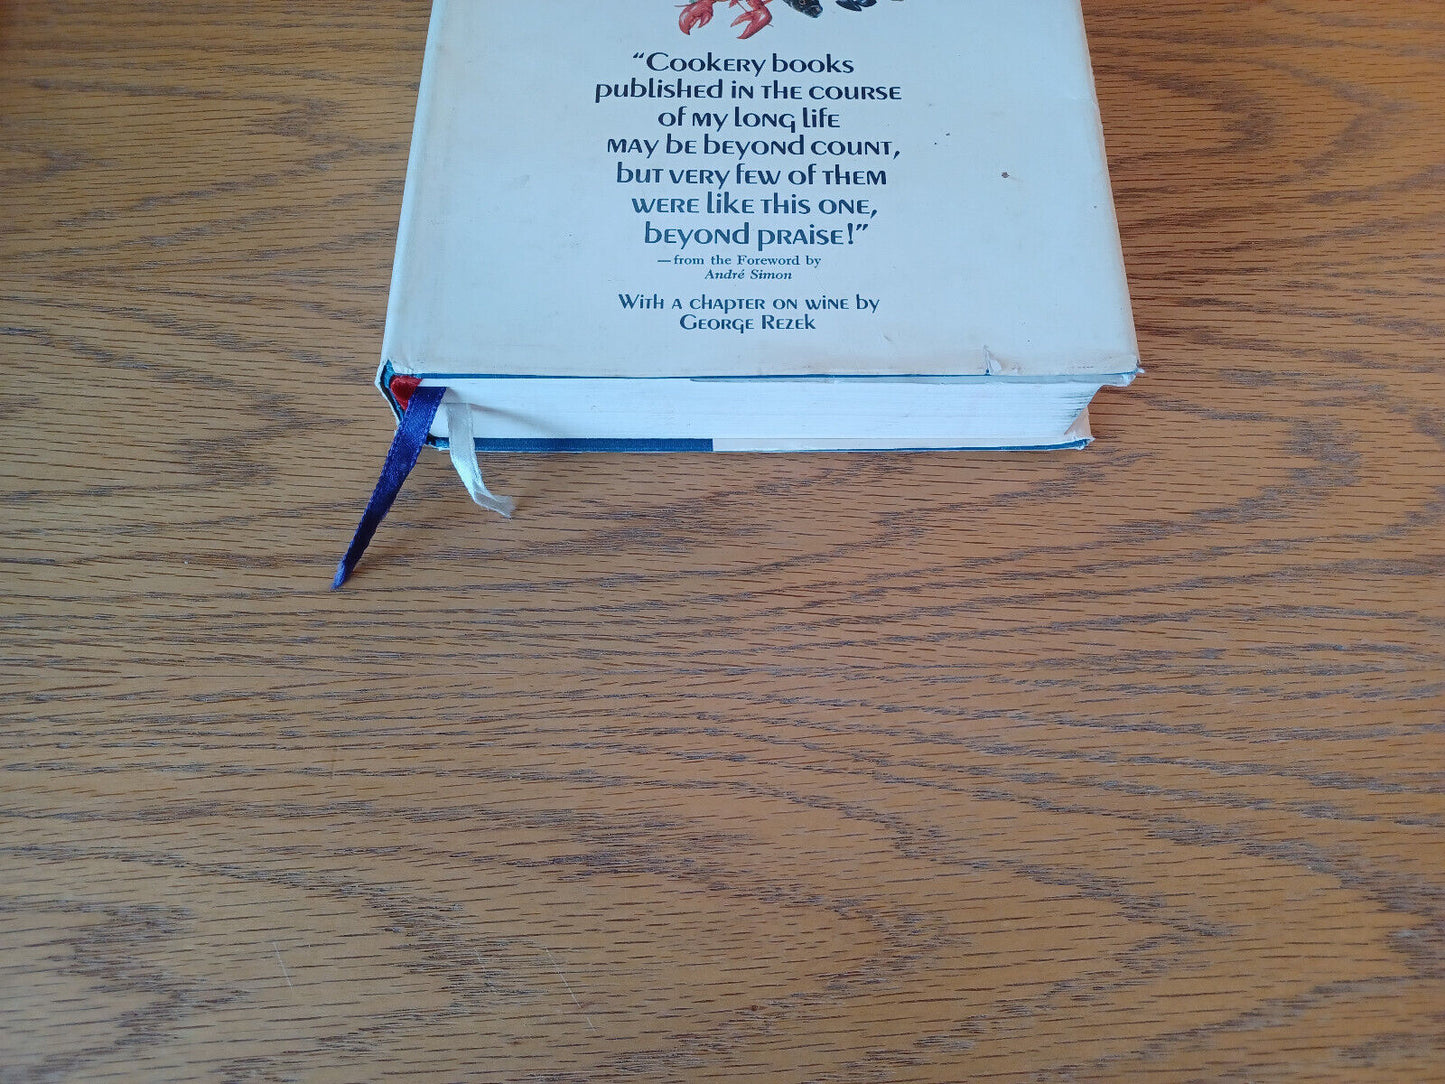 “Cookery books
published in the course
of my long life
may be beyond count,
but very few of them
were like this one,
beyond praise!”
—from the Foreword by
André Simon
With a chapter on wine by
George Rezek